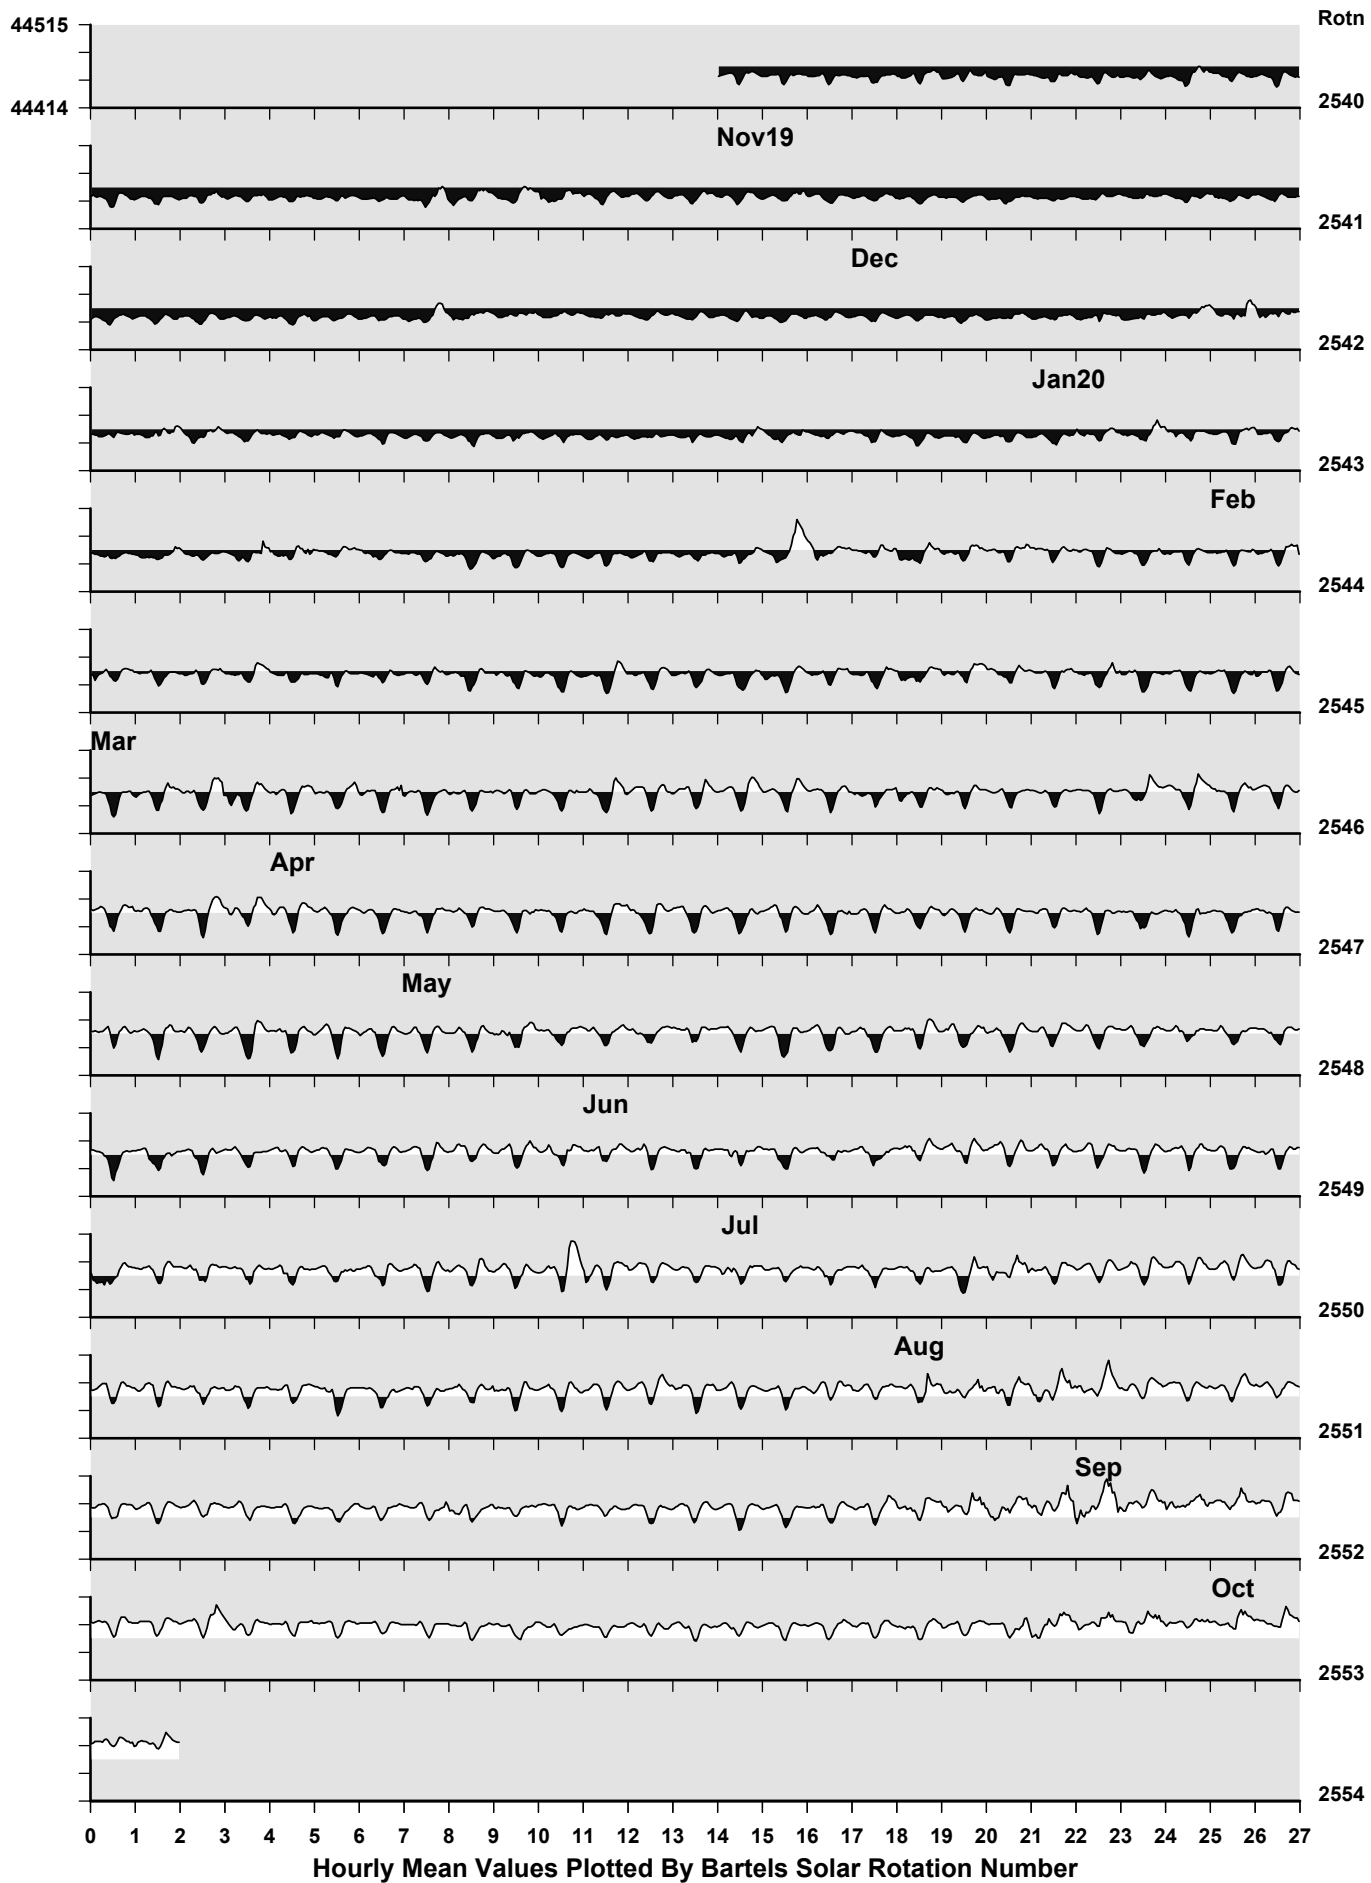 44515
Rotn
44414
2540
Nov19
2541
Dec
2542
Jan20
2543
Feb
2544
2545
Mar
2546
Apr
2547
May
2548
Jun
2549
Jul
2550
Aug
2551
Sep
2552
Oct
2553
2554
0 1 2 3 4 5 6 7 8 9 10 11 12 13 14 15 16 17 18 19 20 21 22 23 24 25 26 27
Hourly Mean Values Plotted By Bartels Solar Rotation Number